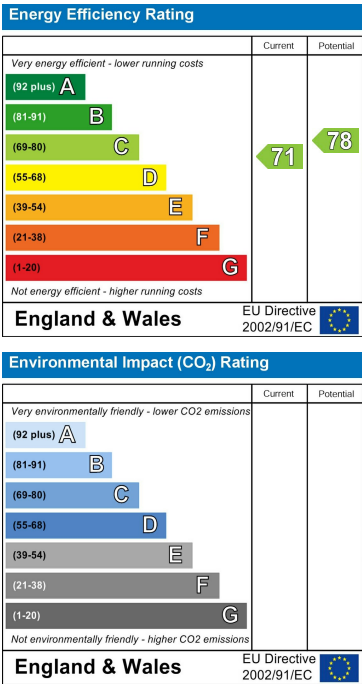 Energy Efficiency Rating
Current Potential
Very energy efficient - lower running costs
(92 plus) A
(81-91) B
(69-80) C
(55-68) D
(39-54) E
(21-38) F
(1-20) G
71 78
Not energy efficient - higher running costs
England & Wales EU Directive 2002/91/EC
Environmental Impact (CO₂) Rating
Current Potential
Very environmentally friendly - lower CO2 emissions
(92 plus) A
(81-91) B
(69-80) C
(55-68) D
(39-54) E
(21-38) F
(1-20) G
Not environmentally friendly - higher CO2 emissions
England & Wales EU Directive 2002/91/EC